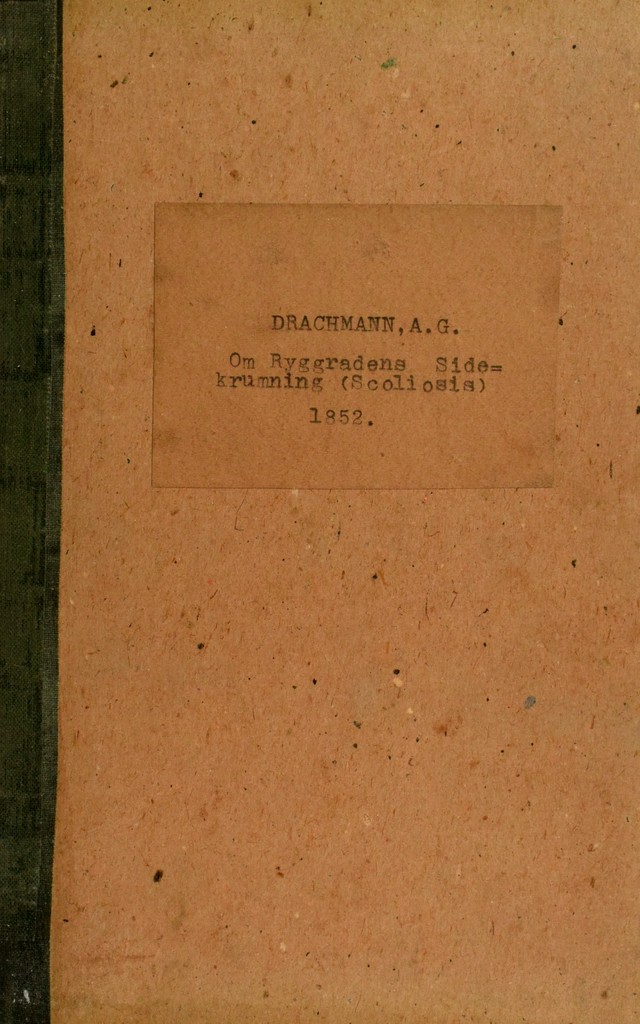 DRACHMANN, A. G.
Om Ryggradens Side=
krumning (Scoliosis)
1852.